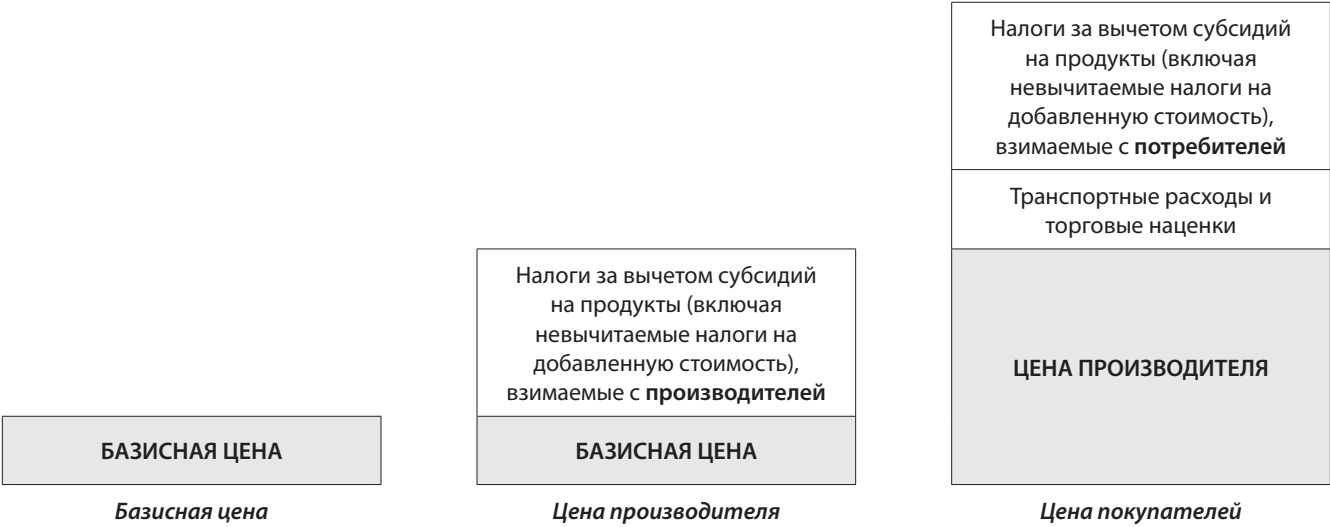 Налоги за вычетом субсидий
на продукты (включая
невычитаемые налоги на
добавленную стоимость),
взимаемые с потребителей
Транспортные расходы и
торговые наценки
Налоги за вычетом субсидий
на продукты (включая
невычитаемые налоги на
добавленную стоимость),
взимаемые с производителей
ЦЕНА ПРОИЗВОДИТЕЛЯ
БАЗИСНАЯ ЦЕНА
БАЗИСНАЯ ЦЕНА
Базисная цена
Цена производителя
Цена покупателей